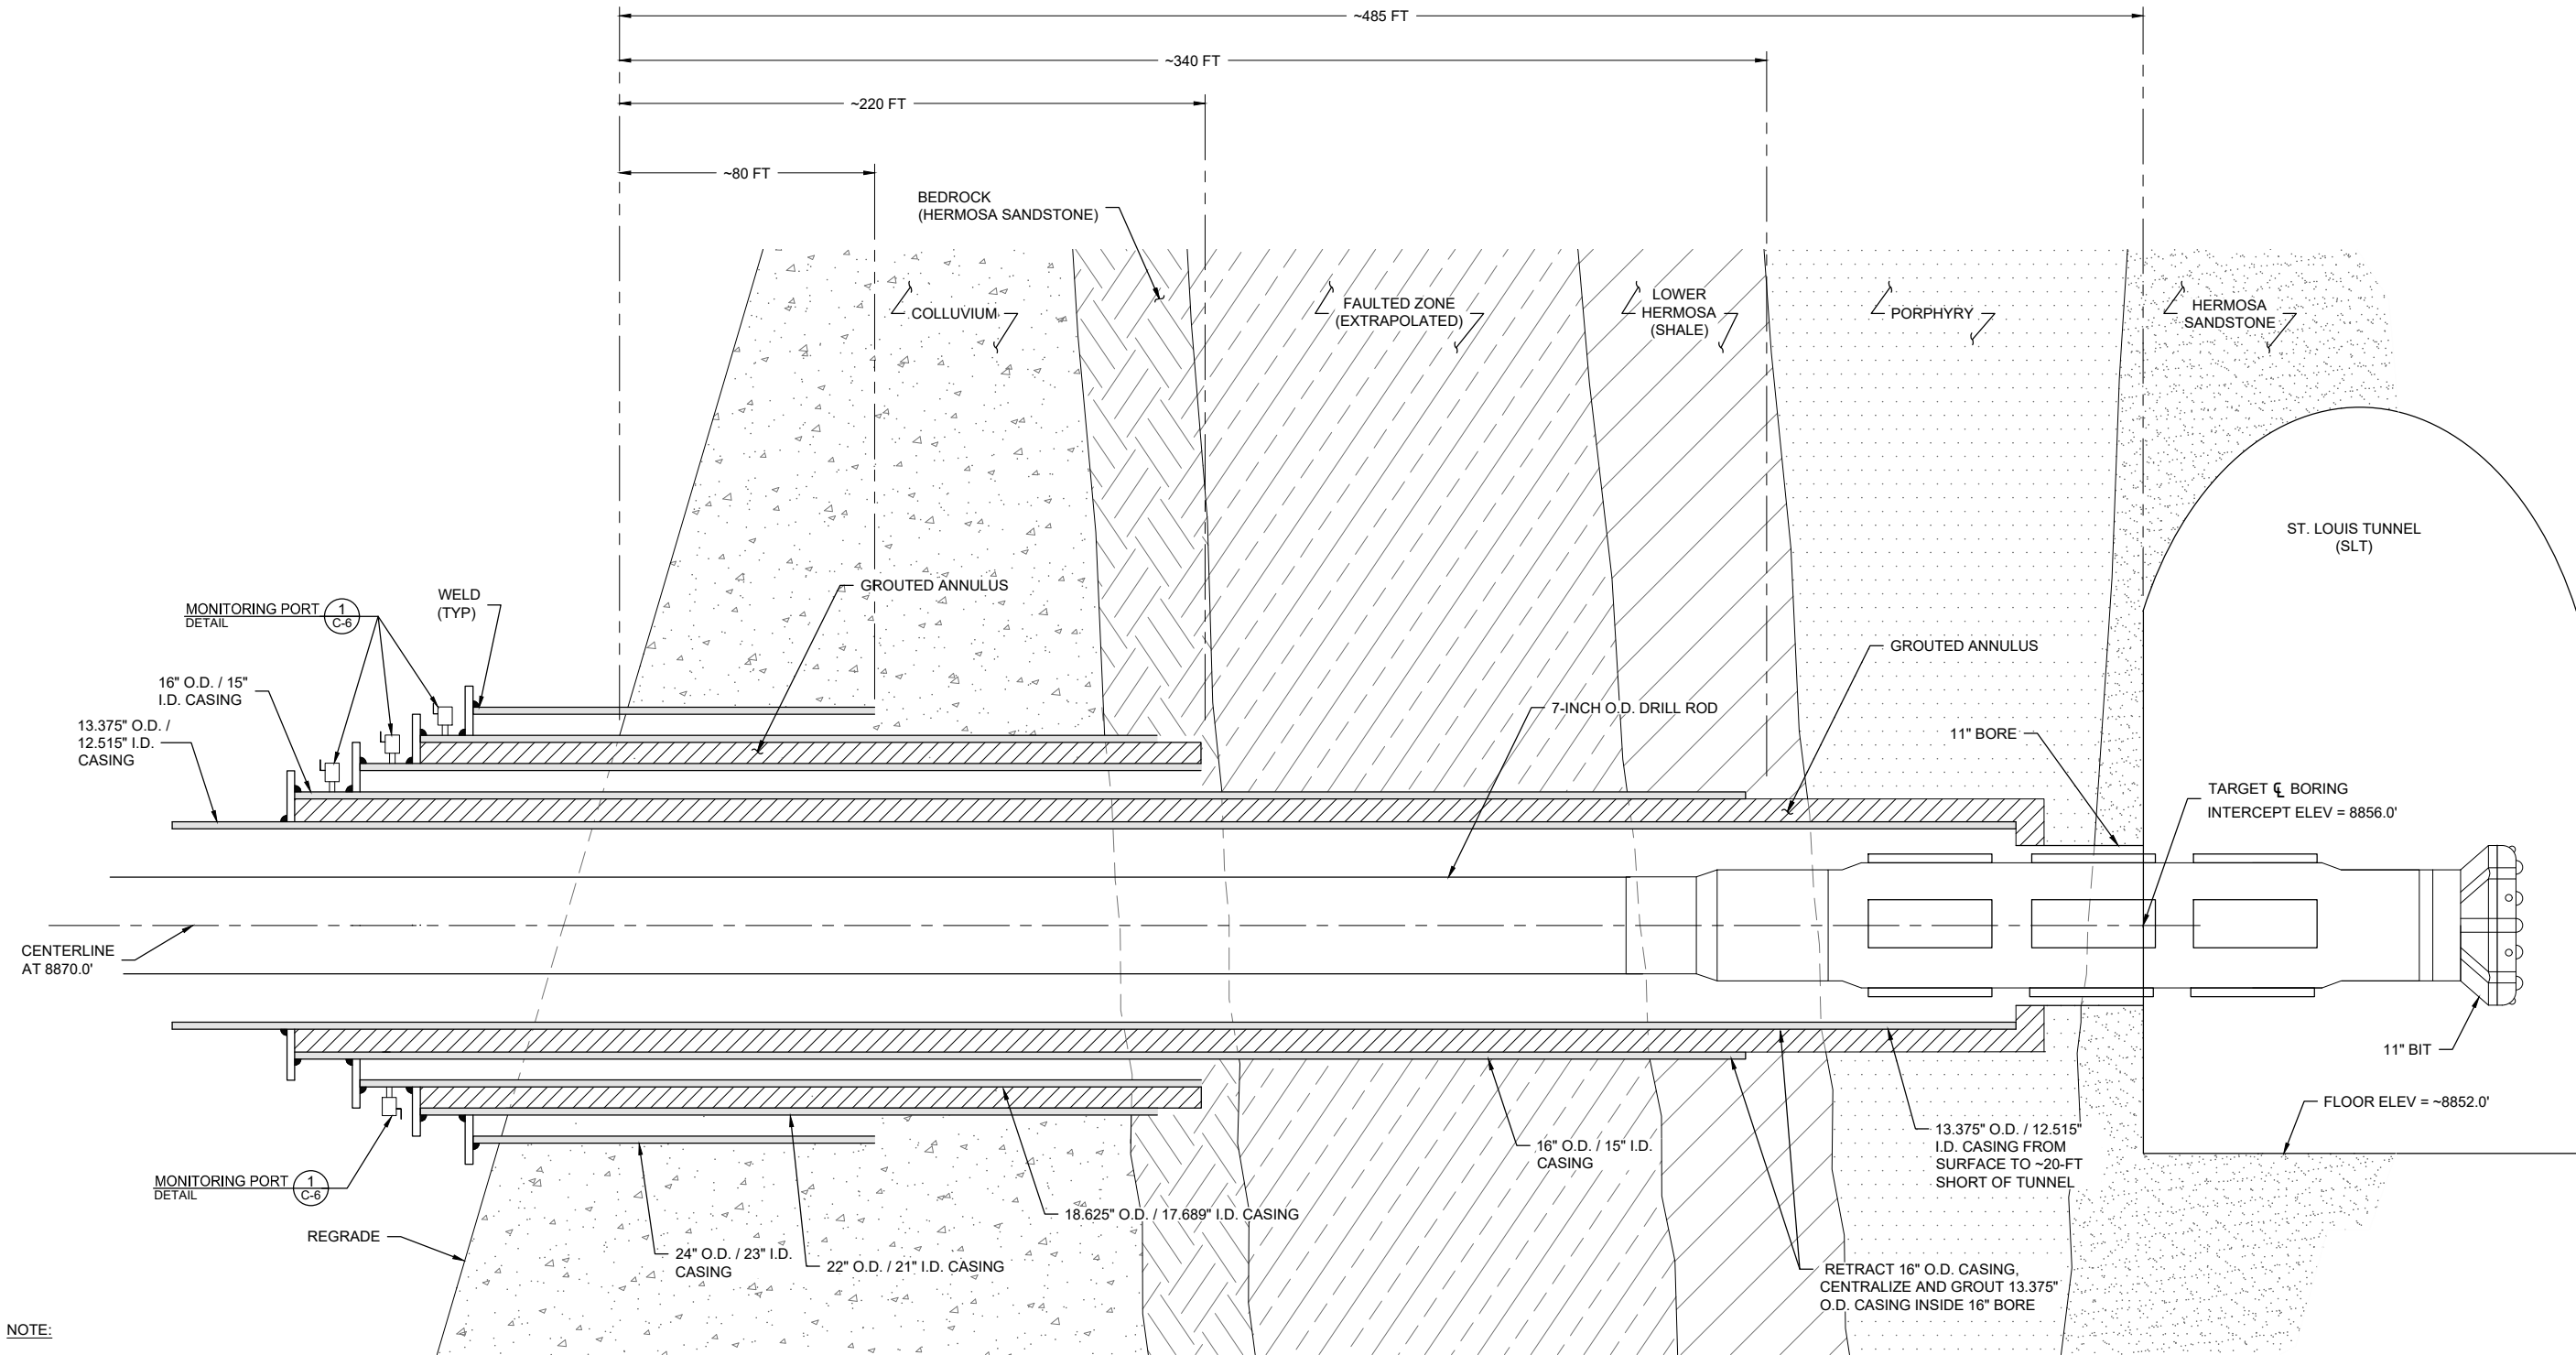 ~485 FT
~340 FT
~220 FT
~80 FT
BEDROCK
(HERMOSA SANDSTONE)
COLLUVIUM
FAULTED ZONE
(EXTRAPOLATED)
LOWER
HERMOSA
(SHALE)
PORPHYRY
HERMOSA
SANDSTONE
ST. LOUIS TUNNEL
(SLT)
MONITORING PORT
DETAIL
1
C-6
WELD
(TYP)
GROUTED ANNULUS
GROUTED ANNULUS
16" O.D. / 15"
I.D. CASING
13.375" O.D. /
12.515" I.D.
CASING
7-INCH O.D. DRILL ROD
11" BORE
TARGET ℄ BORING
INTERCEPT ELEV = 8856.0'
CENTERLINE
AT 8870.0'
11" BIT
FLOOR ELEV = ~8852.0'
13.375" O.D. / 12.515"
I.D. CASING FROM
SURFACE TO ~20-FT
SHORT OF TUNNEL
16" O.D. / 15" I.D.
CASING
MONITORING PORT
DETAIL
1
C-6
18.625" O.D. / 17.689" I.D. CASING
REGRADE
24" O.D. / 23" I.D.
CASING
22" O.D. / 21" I.D. CASING
RETRACT 16" O.D. CASING,
CENTRALIZE AND GROUT 13.375"
O.D. CASING INSIDE 16" BORE
NOTE: